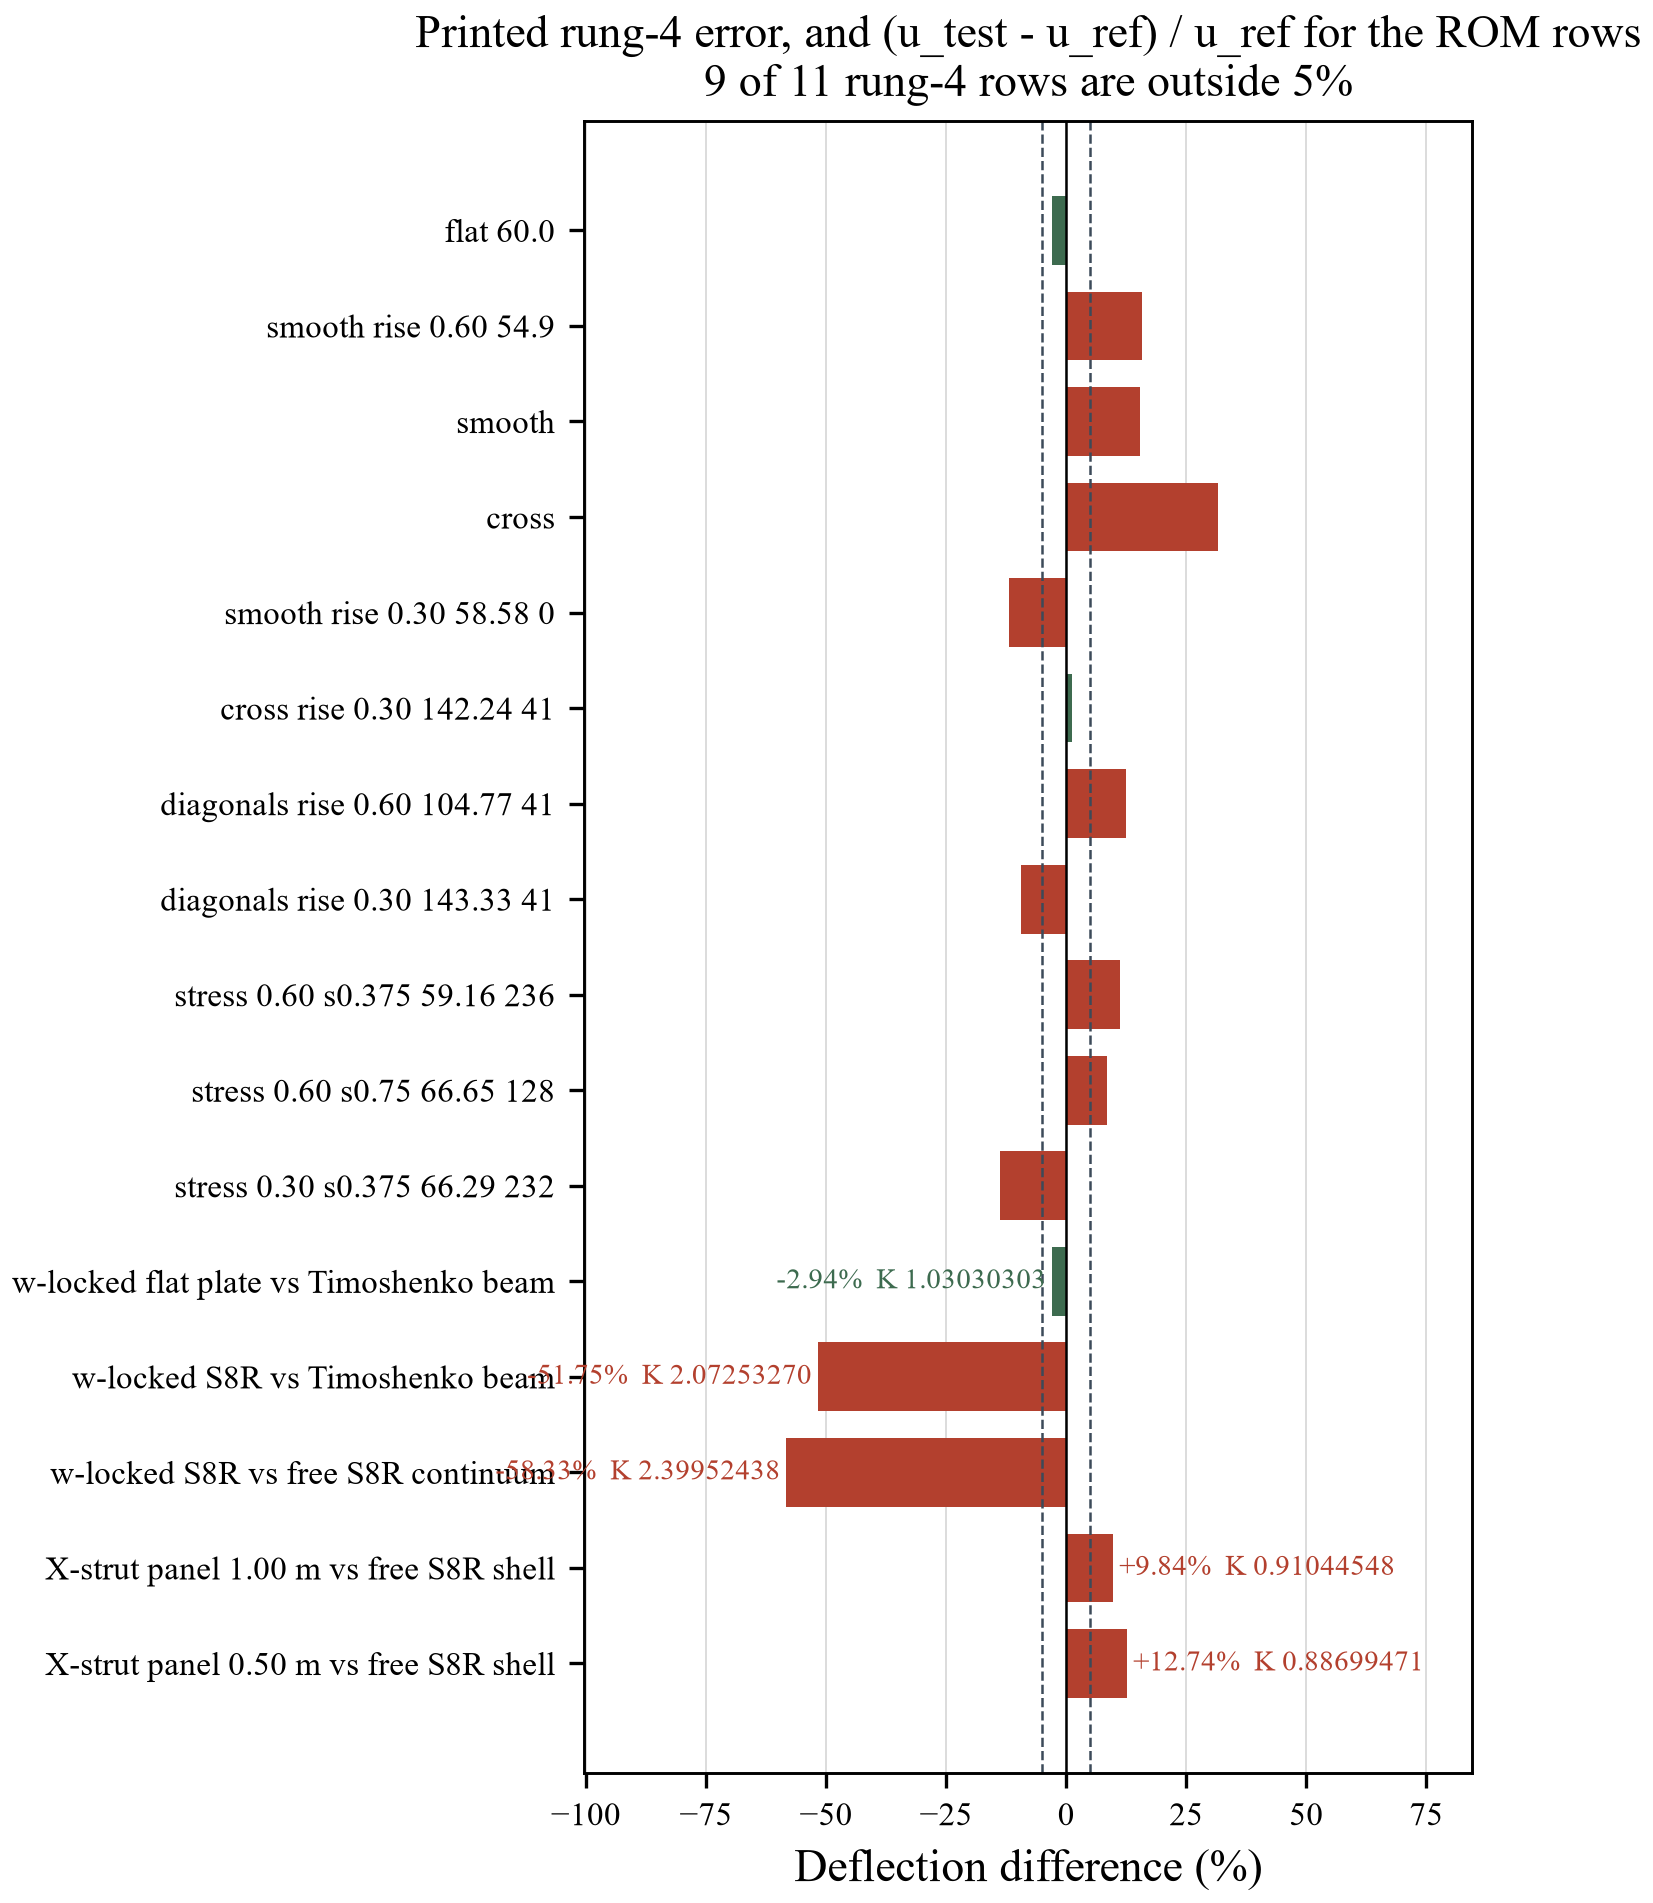 Printed rung-4 error, and (u_test - u_ref) / u_ref for the ROM rows
9 of 11 rung-4 rows are outside 5%
flat 60.0
smooth rise 0.60 54.9
smooth
cross
smooth rise 0.30 58.58 0
cross rise 0.30 142.24 41
diagonals rise 0.60 104.77 41
diagonals rise 0.30 143.33 41
stress 0.60 s0.375 59.16 236
stress 0.60 s0.75 66.65 128
stress 0.30 s0.375 66.29 232
w-locked flat plate vs Timoshenko beam
-2.94% K 1.03030303
w-locked S8R vs Timoshenko beam
-51.75% K 2.07253270
w-locked S8R vs free S8R continuum
-58.33% K 2.39952438
X-strut panel 1.00 m vs free S8R shell
+9.84% K 0.91044548
X-strut panel 0.50 m vs free S8R shell
+12.74% K 0.88699471
−100 −75 −50 −25 0 25 50 75
Deflection difference (%)